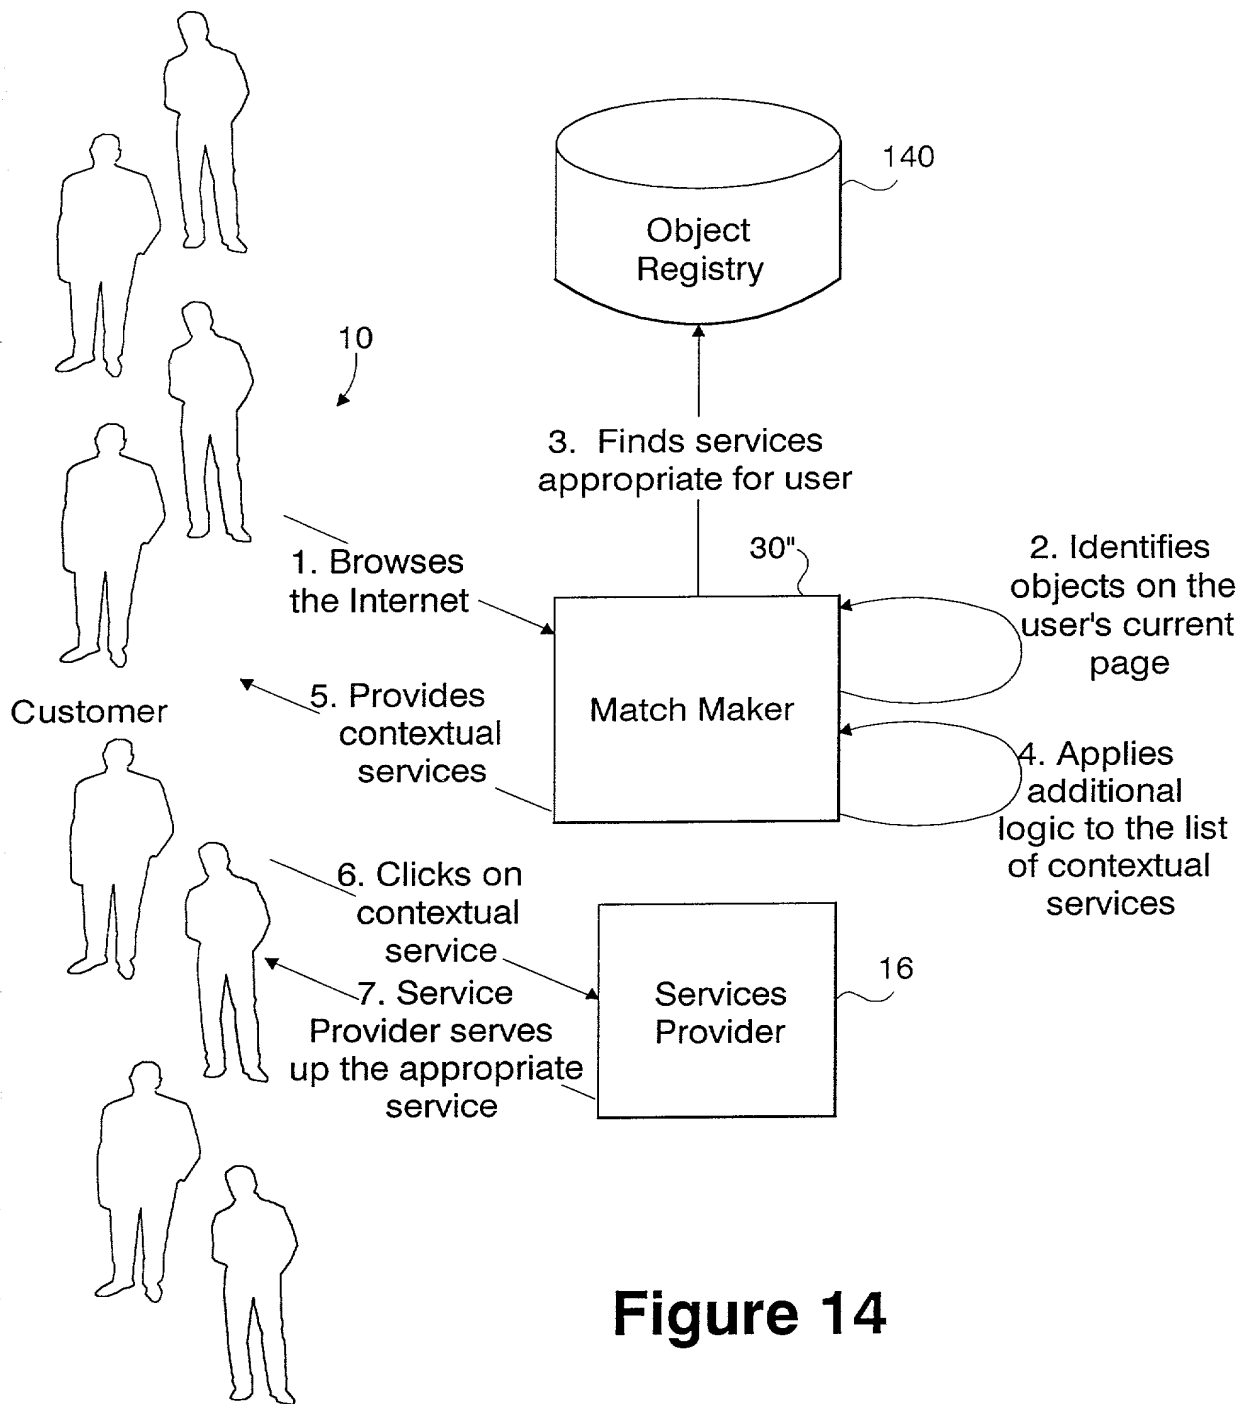 140
Object
Registry
10
3. Finds services
appropriate for user
30"
2. Identifies
objects on the
user's current
page
1. Browses
the Internet
Match Maker
5. Provides
contextual
services
Customer
4. Applies
additional
logic to the list
of contextual
services
6. Clicks on
contextual
service
16
Services
Provider
7. Service
Provider serves
up the appropriate
service
Figure 14